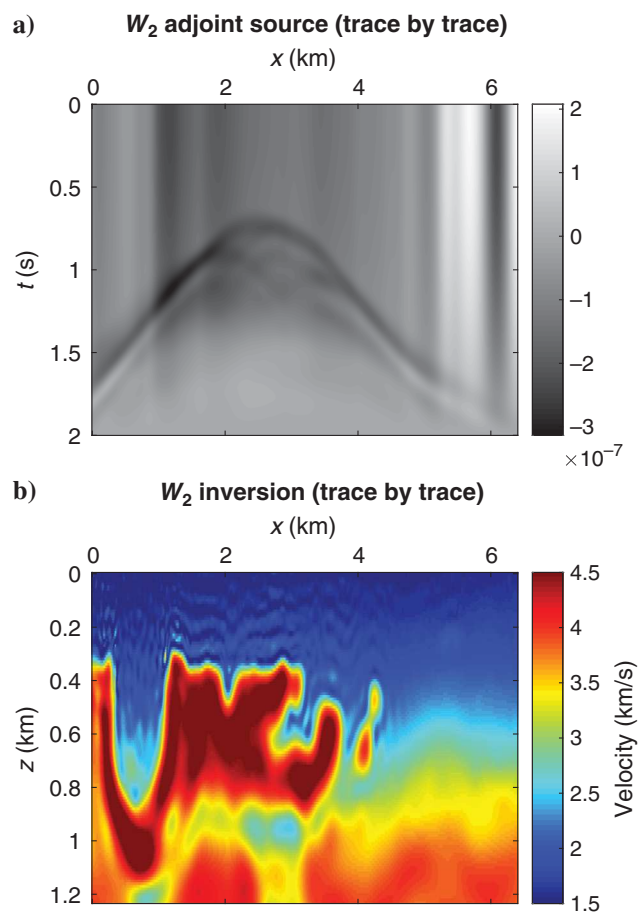 a) W₂ adjoint source (trace by trace)
x (km)
0 2 4 6
0
0.5
1
1.5
2
t (s)
2
1
0
–1
–2
–3
×10⁻⁷
b) W₂ inversion (trace by trace)
x (km)
0 2 4 6
0
0.2
0.4
0.6
0.8
1
1.2
z (km)
4.5
4
3.5
3
2.5
2
1.5
Velocity (km/s)